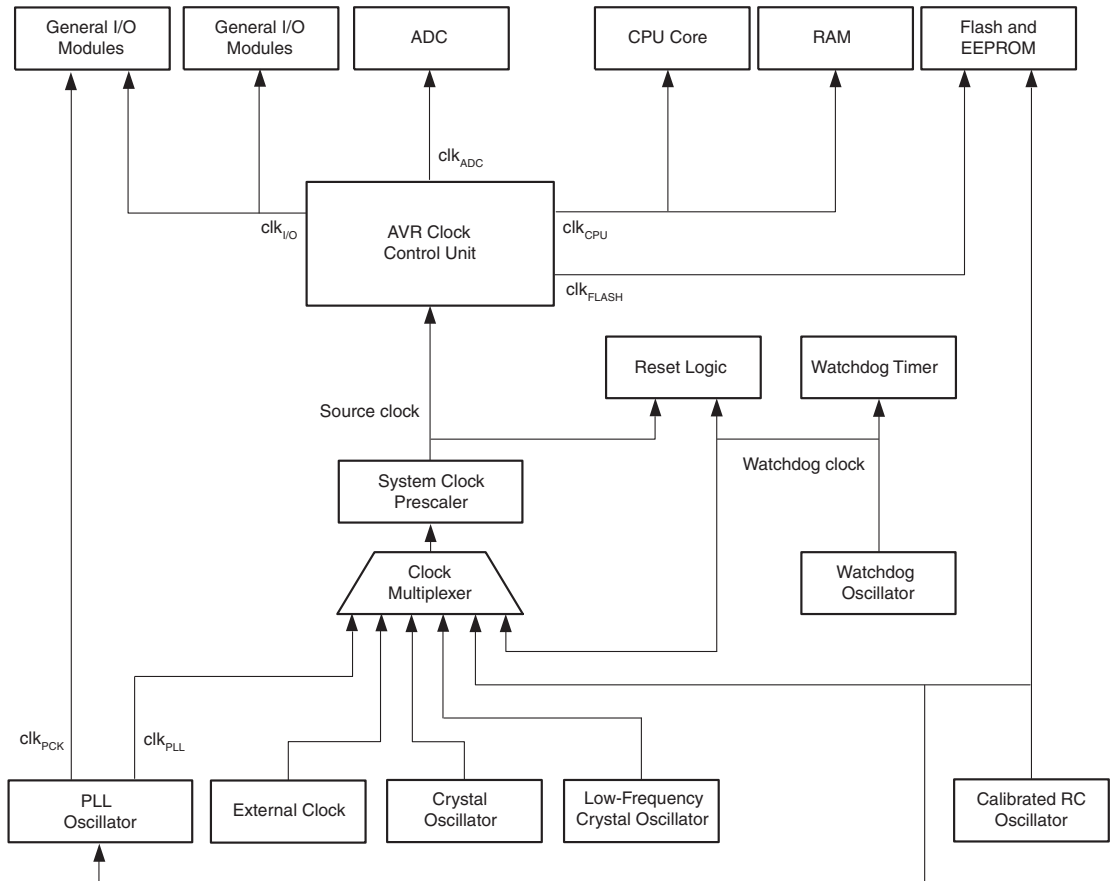 General I/O
Modules
General I/O
Modules
ADC
CPU Core
RAM
Flash and
EEPROM
clkADC
clkI/O
AVR Clock
Control Unit
clkCPU
clkFLASH
Reset Logic
Watchdog Timer
Source clock
Watchdog clock
System Clock
Prescaler
Clock
Multiplexer
Watchdog
Oscillator
clkPCK
clkPLL
PLL
Oscillator
External Clock
Crystal
Oscillator
Low-Frequency
Crystal Oscillator
Calibrated RC
Oscillator